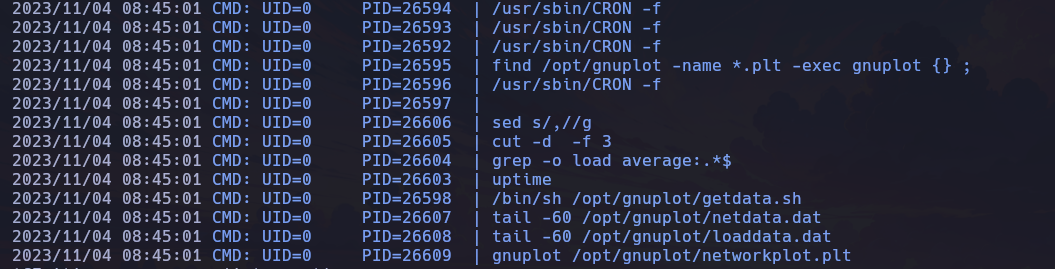 2023/11/04 08:45:01 CMD: UID=0     PID=26594  | /usr/sbin/CRON -f
2023/11/04 08:45:01 CMD: UID=0     PID=26593  | /usr/sbin/CRON -f
2023/11/04 08:45:01 CMD: UID=0     PID=26592  | /usr/sbin/CRON -f
2023/11/04 08:45:01 CMD: UID=0     PID=26595  | find /opt/gnuplot -name *.plt -exec gnuplot {} ;
2023/11/04 08:45:01 CMD: UID=0     PID=26596  | /usr/sbin/CRON -f
2023/11/04 08:45:01 CMD: UID=0     PID=26597  |
2023/11/04 08:45:01 CMD: UID=0     PID=26606  | sed s/,//g
2023/11/04 08:45:01 CMD: UID=0     PID=26605  | cut -d  -f 3
2023/11/04 08:45:01 CMD: UID=0     PID=26604  | grep -o load average:.*$
2023/11/04 08:45:01 CMD: UID=0     PID=26603  | uptime
2023/11/04 08:45:01 CMD: UID=0     PID=26598  | /bin/sh /opt/gnuplot/getdata.sh
2023/11/04 08:45:01 CMD: UID=0     PID=26607  | tail -60 /opt/gnuplot/netdata.dat
2023/11/04 08:45:01 CMD: UID=0     PID=26608  | tail -60 /opt/gnuplot/loaddata.dat
2023/11/04 08:45:01 CMD: UID=0     PID=26609  | gnuplot /opt/gnuplot/networkplot.plt